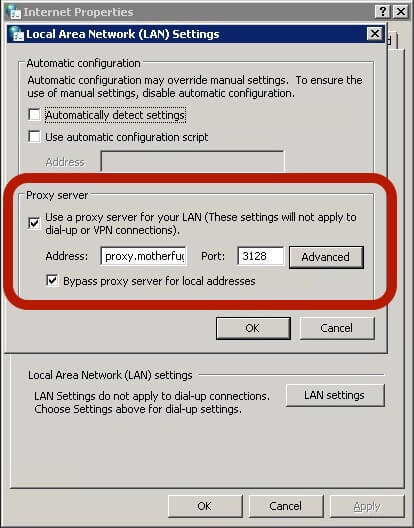 Internet Properties
Local Area Network (LAN) Settings
Automatic configuration
Automatic configuration may override manual settings. To ensure the
use of manual settings, disable automatic configuration.
Automatically detect settings
Use automatic configuration script
Address
Proxy server
Use a proxy server for your LAN (These settings will not apply to
dial-up or VPN connections).
Address: proxy.motherfu Port: 3128 Advanced
Bypass proxy server for local addresses
OK Cancel
Local Area Network (LAN) settings
LAN Settings do not apply to dial-up connections.
Choose Settings above for dial-up settings.
LAN settings
OK Cancel Apply